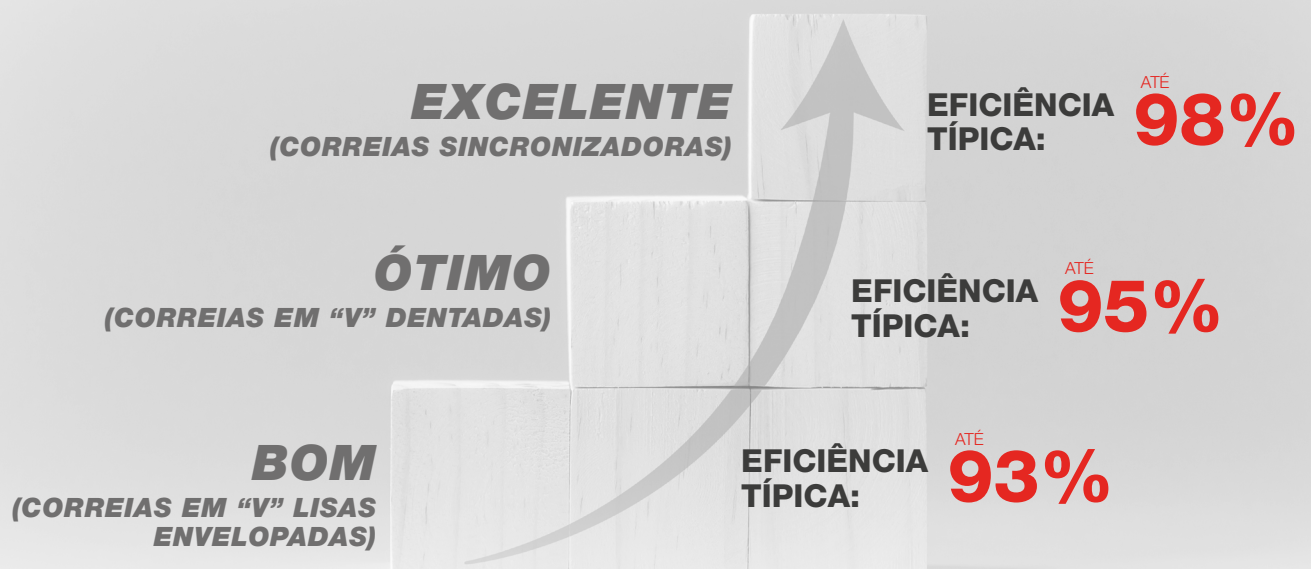 EXCELENTE
(CORREIAS SINCRONIZADORAS)
EFICIÊNCIA
TÍPICA:
ATÉ
98%
ÓTIMO
(CORREIAS EM “V” DENTADAS)
EFICIÊNCIA
TÍPICA:
ATÉ
95%
BOM
(CORREIAS EM “V” LISAS
ENVELOPADAS)
EFICIÊNCIA
TÍPICA:
ATÉ
93%